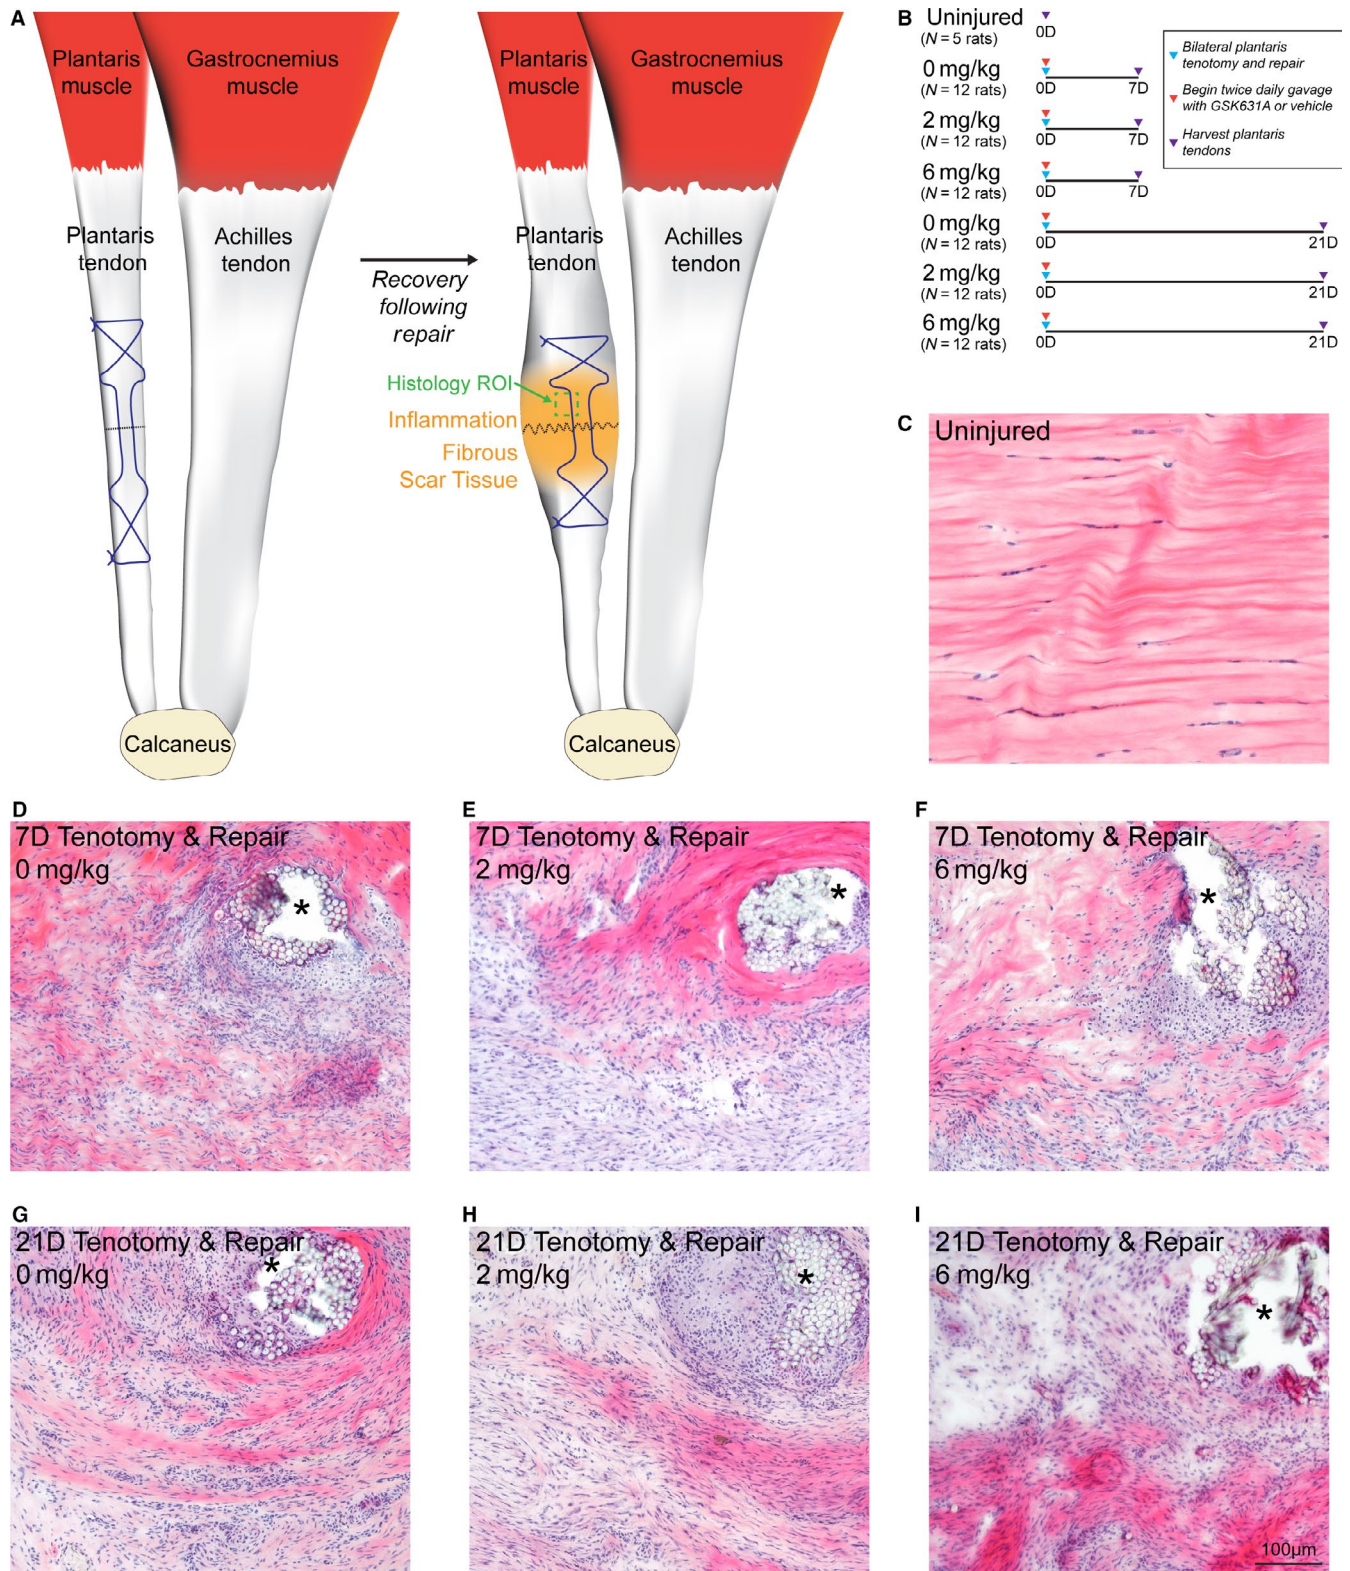 A
Plantaris
muscle
Gastrocnemius
muscle
Plantaris
tendon
Achilles
tendon
Calcaneus
Recovery
following
repair
Plantaris
muscle
Gastrocnemius
muscle
Plantaris
tendon
Achilles
tendon
Histology ROI
Inflammation
Fibrous
Scar Tissue
Calcaneus
B
Uninjured
(N = 5 rats)
0D
0 mg/kg
(N = 12 rats)
0D
7D
2 mg/kg
(N = 12 rats)
0D
7D
6 mg/kg
(N = 12 rats)
0D
7D
0 mg/kg
(N = 12 rats)
0D
21D
2 mg/kg
(N = 12 rats)
0D
21D
6 mg/kg
(N = 12 rats)
0D
21D
Bilateral plantaris
tenotomy and repair
Begin twice daily gavage
with GSK631A or vehicle
Harvest plantaris
tendons
C
Uninjured
D
7D Tenotomy & Repair
0 mg/kg
*
E
7D Tenotomy & Repair
2 mg/kg
*
F
7D Tenotomy & Repair
6 mg/kg
*
G
21D Tenotomy & Repair
0 mg/kg
*
H
21D Tenotomy & Repair
2 mg/kg
*
I
21D Tenotomy & Repair
6 mg/kg
*
100µm